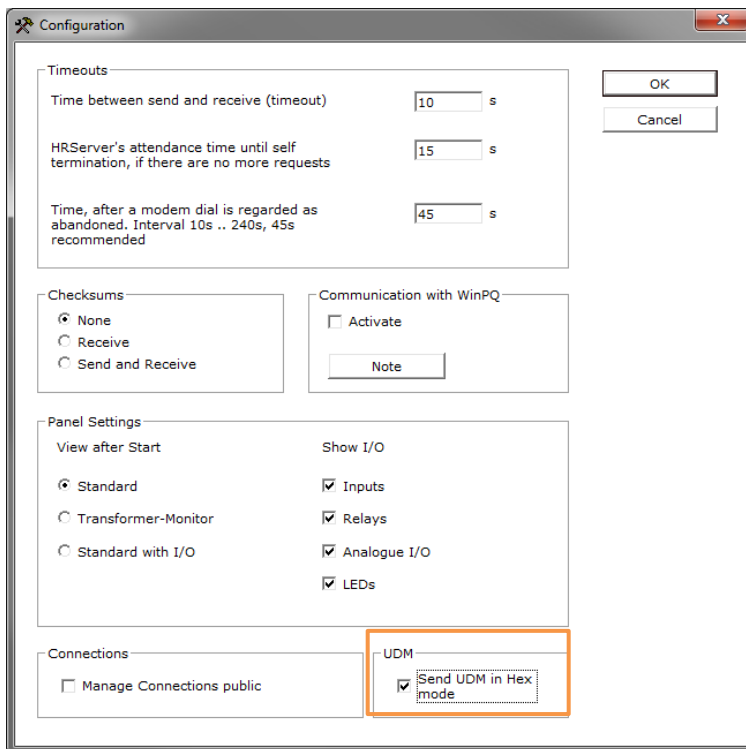 Configuration
Timeouts
Time between send and receive (timeout)
10 s
HRServer's attendance time until self
termination, if there are no more requests
15 s
Time, after a modem dial is regarded as
abandoned. Interval 10s .. 240s, 45s
recommended
45 s
OK
Cancel
Checksums
None
Receive
Send and Receive
Communication with WinPQ
Activate
Note
Panel Settings
View after Start
Standard
Transformer-Monitor
Standard with I/O
Show I/O
Inputs
Relays
Analogue I/O
LEDs
Connections
Manage Connections public
UDM
Send UDM in Hex
mode